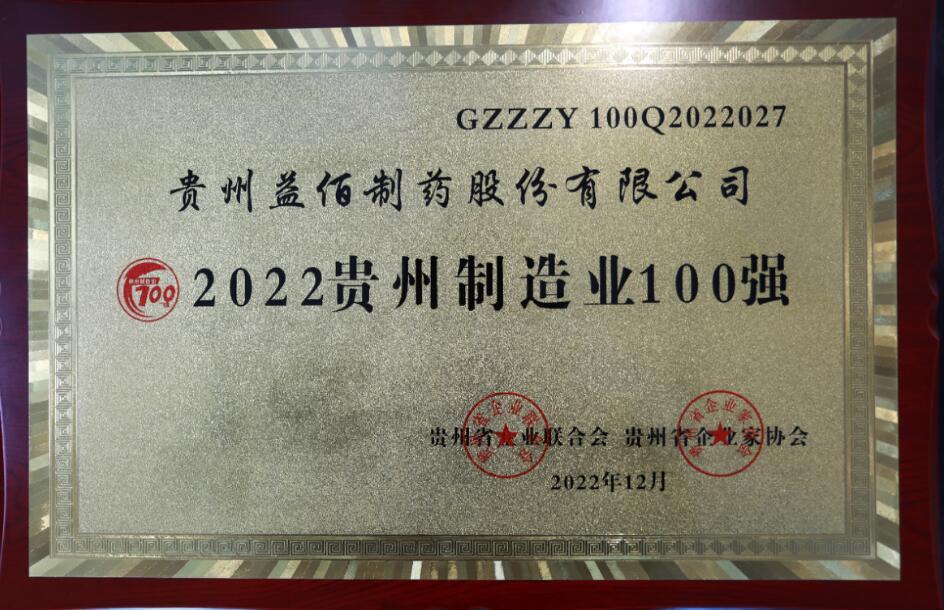 GZZZY 100Q2022027
贵州益佰制药股份有限公司
100
2022贵州制造业100强
贵州省企业联合会 贵州省企业家协会
2022年12月